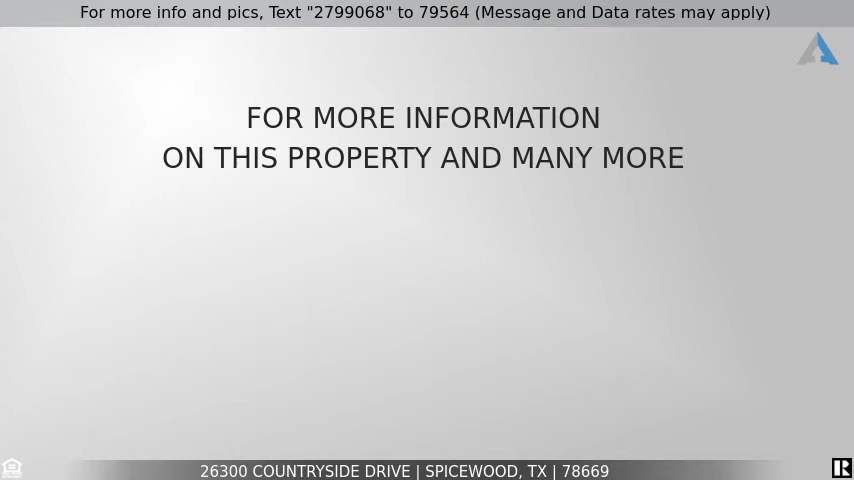 For more info and pics, Text "2799068" to 79564 (Message and Data rates may apply)
FOR MORE INFORMATION
ON THIS PROPERTY AND MANY MORE
26300 COUNTRYSIDE DRIVE | SPICEWOOD, TX | 78669